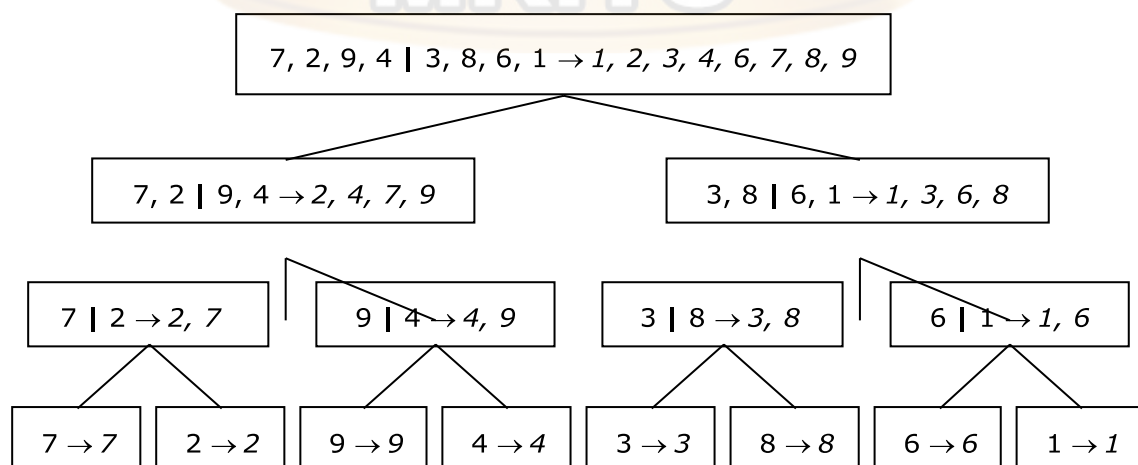 7, 2, 9, 4 | 3, 8, 6, 1 → 1, 2, 3, 4, 6, 7, 8, 9
7, 2 | 9, 4 → 2, 4, 7, 9
3, 8 | 6, 1 → 1, 3, 6, 8
7 | 2 → 2, 7
9 | 4 → 4, 9
3 | 8 → 3, 8
6 | 1 → 1, 6
7 → 7
2 → 2
9 → 9
4 → 4
3 → 3
8 → 8
6 → 6
1 → 1